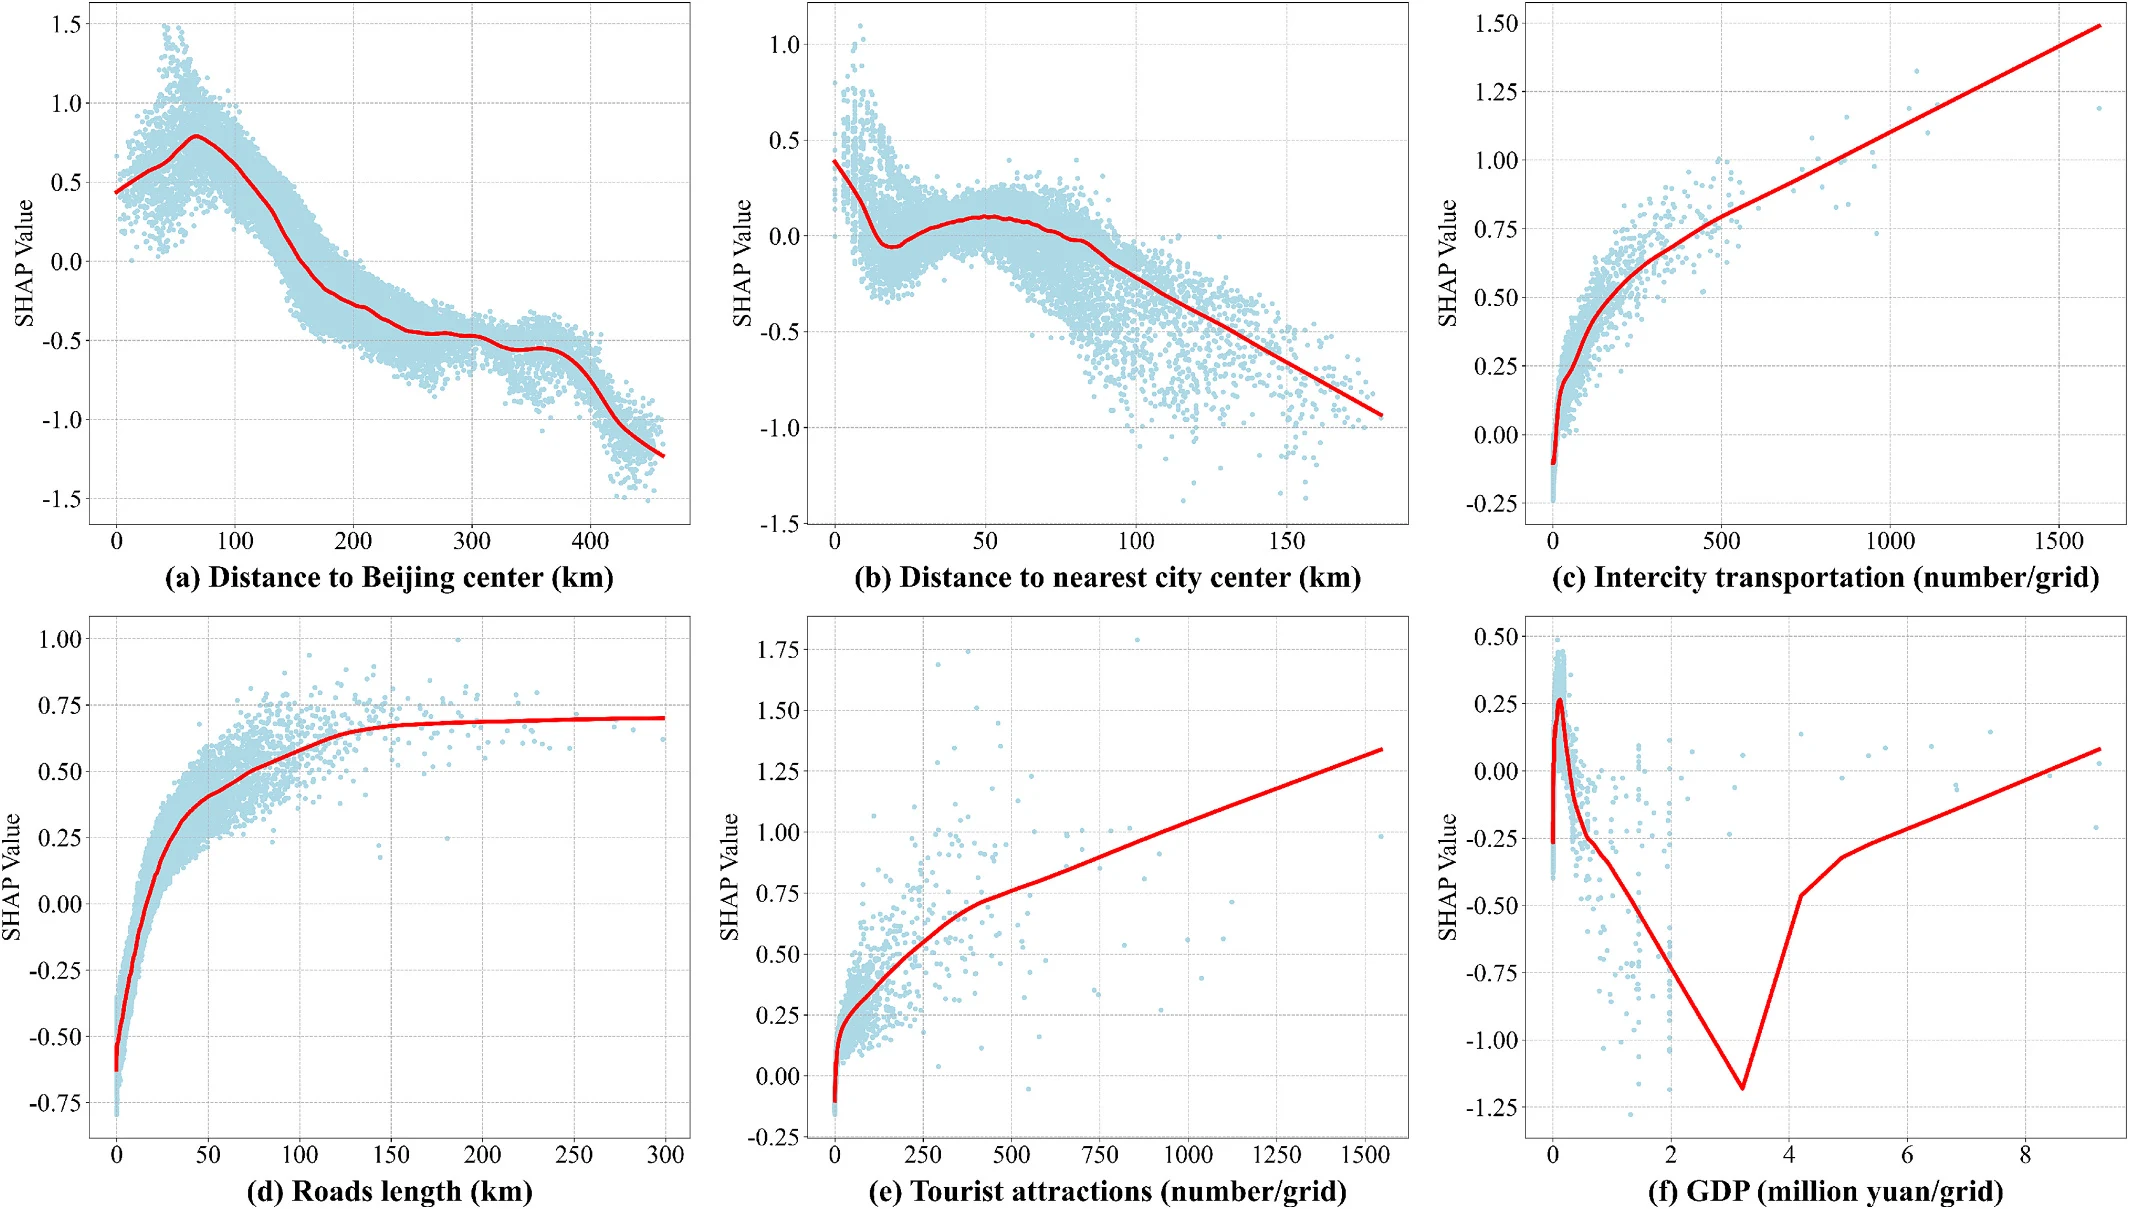 SHAP Value
1.5
1.0
0.5
0.0
-0.5
-1.0
-1.5
0 100 200 300 400
(a) Distance to Beijing center (km)
SHAP Value
1.0
0.5
0.0
-0.5
-1.0
-1.5
0 50 100 150
(b) Distance to nearest city center (km)
SHAP Value
1.50
1.25
1.00
0.75
0.50
0.25
0.00
-0.25
0 500 1000 1500
(c) Intercity transportation (number/grid)
SHAP Value
1.00
0.75
0.50
0.25
0.00
-0.25
-0.50
-0.75
0 50 100 150 200 250 300
(d) Roads length (km)
SHAP Value
1.75
1.50
1.25
1.00
0.75
0.50
0.25
0.00
-0.25
0 250 500 750 1000 1250 1500
(e) Tourist attractions (number/grid)
SHAP Value
0.50
0.25
0.00
-0.25
-0.50
-0.75
-1.00
-1.25
0 2 4 6 8
(f) GDP (million yuan/grid)